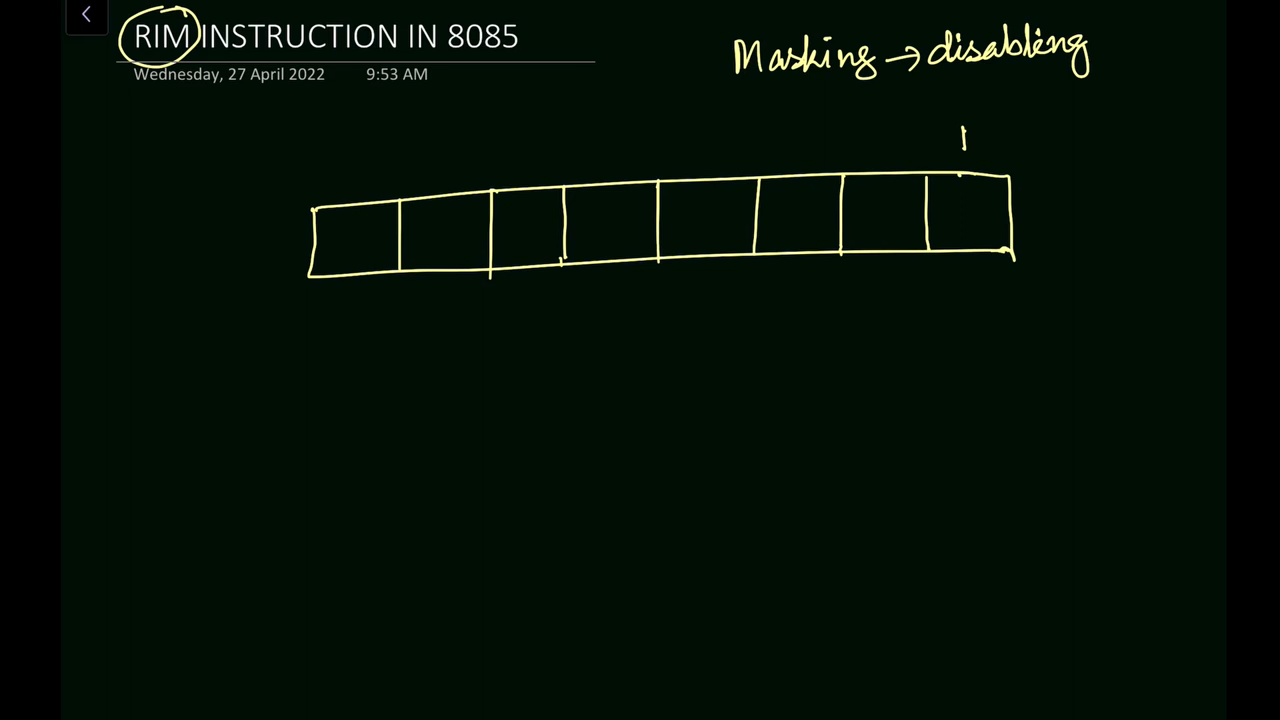 RIM INSTRUCTION IN 8085
Masking → disabling
Wednesday, 27 April 2022 9:53 AM